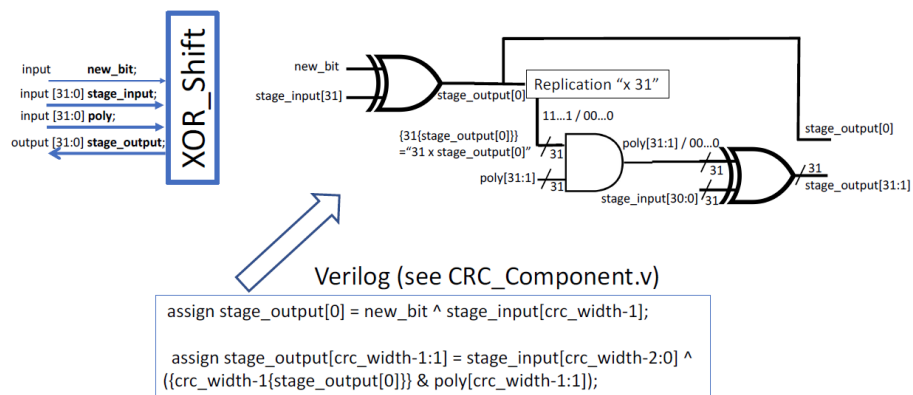 XOR_Shift
input new_bit;
input [31:0] stage_input;
input [31:0] poly;
output [31:0] stage_output;
new_bit
stage_input[31]
stage_output[0]
Replication “x 31”
11...1 / 00...0
{31{stage_output[0]}}
=“31 x stage_output[0]”
31
poly[31:1]
31
poly[31:1] / 00...0
31
stage_input[30:0]
31
stage_output[0]
31
stage_output[31:1]
Verilog (see CRC_Component.v)
assign stage_output[0] = new_bit ^ stage_input[crc_width-1];
assign stage_output[crc_width-1:1] = stage_input[crc_width-2:0] ^
({crc_width-1{stage_output[0]}} & poly[crc_width-1:1]);